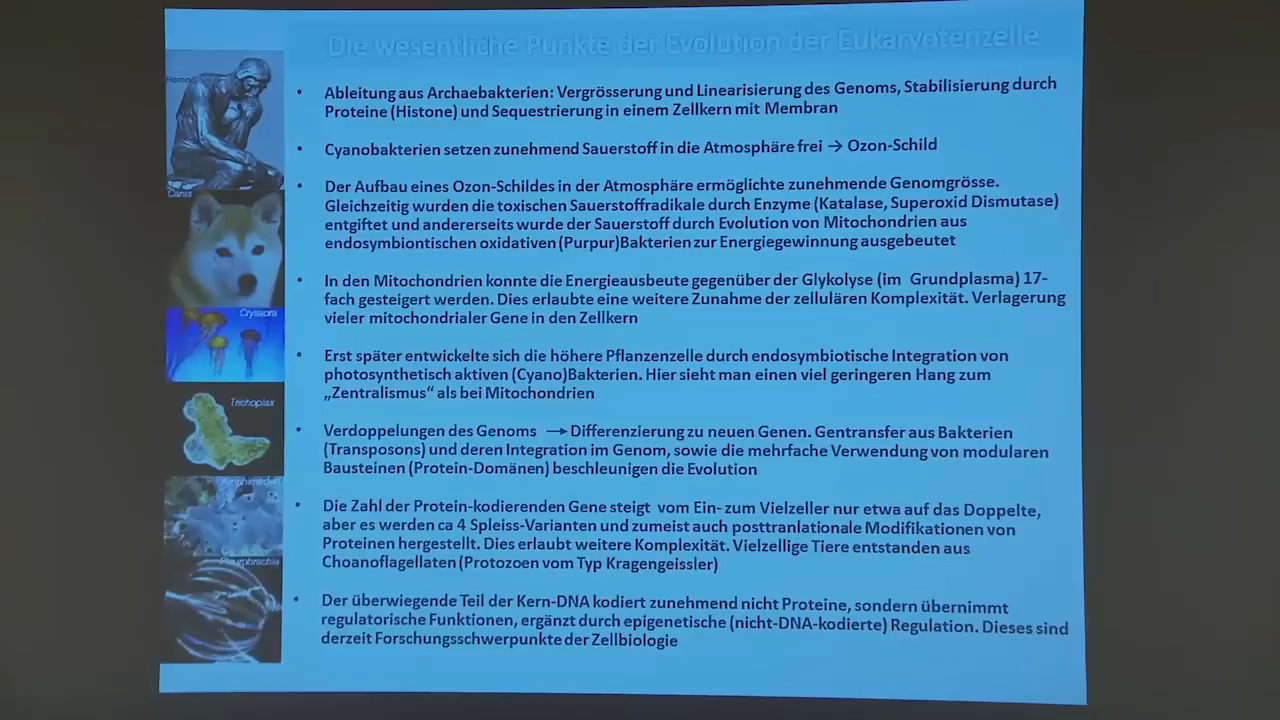 Die wesentliche Punkte der Evolution der Eukaryotenzelle
Homo
Canis
Cryssora
Trichoplax
Amphimedon
Pleurobrachia
• Ableitung aus Archaebakterien: Vergrösserung und Linearisierung des Genoms, Stabilisierung durch
Proteine (Histone) und Sequestrierung in einem Zellkern mit Membran
• Cyanobakterien setzen zunehmend Sauerstoff in die Atmosphäre frei → Ozon-Schild
• Der Aufbau eines Ozon-Schildes in der Atmosphäre ermöglichte zunehmende Genomgrösse.
Gleichzeitig wurden die toxischen Sauerstoffradikale durch Enzyme (Katalase, Superoxid Dismutase)
entgiftet und andererseits wurde der Sauerstoff durch Evolution von Mitochondrien aus
endosymbiontischen oxidativen (Purpur)Bakterien zur Energiegewinnung ausgebeutet
• In den Mitochondrien konnte die Energieausbeute gegenüber der Glykolyse (im Grundplasma) 17-
fach gesteigert werden. Dies erlaubte eine weitere Zunahme der zellulären Komplexität. Verlagerung
vieler mitochondrialer Gene in den Zellkern
• Erst später entwickelte sich die höhere Pflanzenzelle durch endosymbiotische Integration von
photosynthetisch aktiven (Cyano)Bakterien. Hier sieht man einen viel geringeren Hang zum
„Zentralismus“ als bei Mitochondrien
• Verdoppelungen des Genoms → Differenzierung zu neuen Genen. Gentransfer aus Bakterien
(Transposons) und deren Integration im Genom, sowie die mehrfache Verwendung von modularen
Bausteinen (Protein-Domänen) beschleunigen die Evolution
• Die Zahl der Protein-kodierenden Gene steigt vom Ein- zum Vielzeller nur etwa auf das Doppelte,
aber es werden ca 4 Spleiss-Varianten und zumeist auch posttranlationale Modifikationen von
Proteinen hergestellt. Dies erlaubt weitere Komplexität. Vielzellige Tiere entstanden aus
Choanoflagellaten (Protozoen vom Typ Kragengeissler)
• Der überwiegende Teil der Kern-DNA kodiert zunehmend nicht Proteine, sondern übernimmt
regulatorische Funktionen, ergänzt durch epigenetische (nicht-DNA-kodierte) Regulation. Dieses sind
derzeit Forschungsschwerpunkte der Zellbiologie